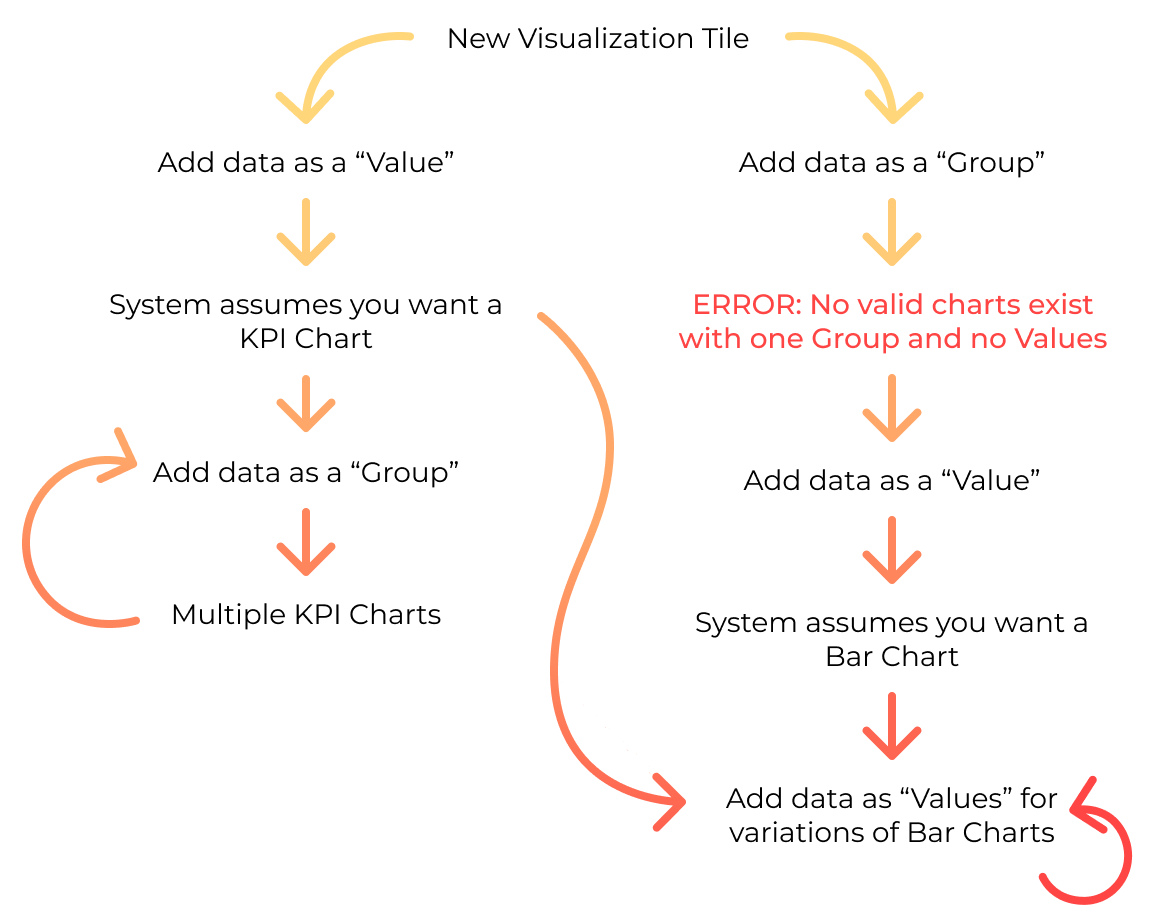 New Visualization Tile
Add data as a “Value”
Add data as a “Group”
System assumes you want a
KPI Chart
ERROR: No valid charts exist
with one Group and no Values
Add data as a “Group”
Add data as a “Value”
Multiple KPI Charts
System assumes you want a
Bar Chart
Add data as “Values” for
variations of Bar Charts